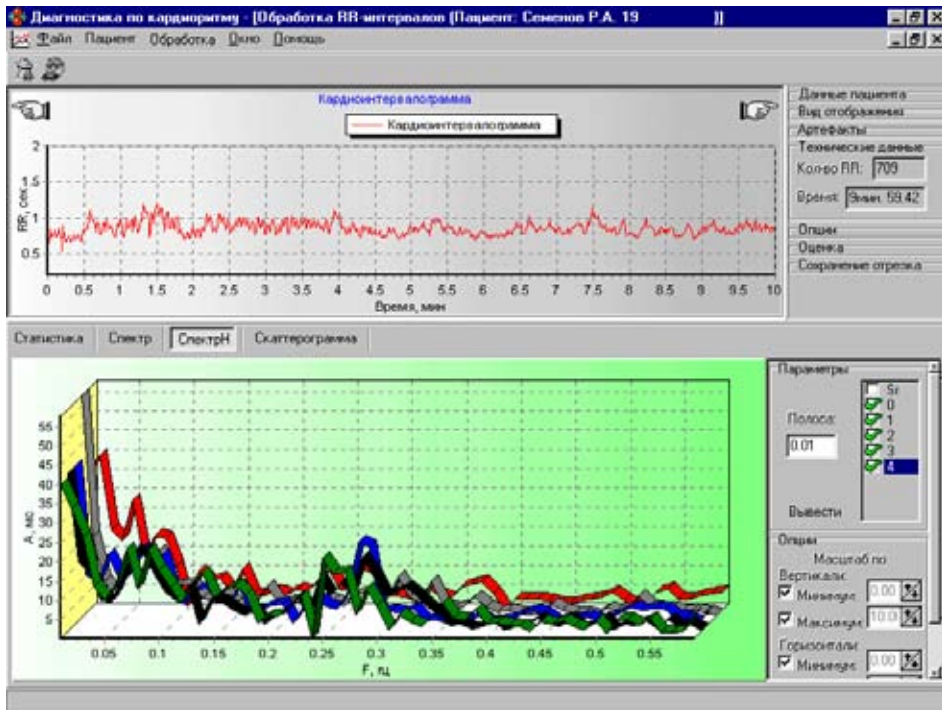 Диагностика по кардиоритму - [Обработка RR-интервалов (Пациент: Семенов Р.А. 19 )]
Файл Пациент Обработка Окно Помощь
Кардиоинтервалограмма
Кардиоинтервалограмма
RR, сек
2
1.5
1
0.5
0 0.5 1 1.5 2 2.5 3 3.5 4 4.5 5 5.5 6 6.5 7 7.5 8 8.5 9 9.5 10
Время, мин
Данные пациента
Вид отображения
Артефакты
Технические данные
Кол-во RR: 709
Время: 9мин. 59.42
Опции
Оценка
Сохранение отрезка
Статистика Спектр СпектрН Скаттерограмма
A, мс
55
50
45
40
35
30
25
20
15
10
5
0.05 0.1 0.15 0.2 0.25 0.3 0.35 0.4 0.45 0.5 0.55
F, гц
Параметры
Полоса:
0.01
Sr
0
1
2
3
4
Вывести
Опции
Масштаб по
Вертикали:
Минимум 0.00
Максимум 10.0
Горизонтали:
Минимум 0.00